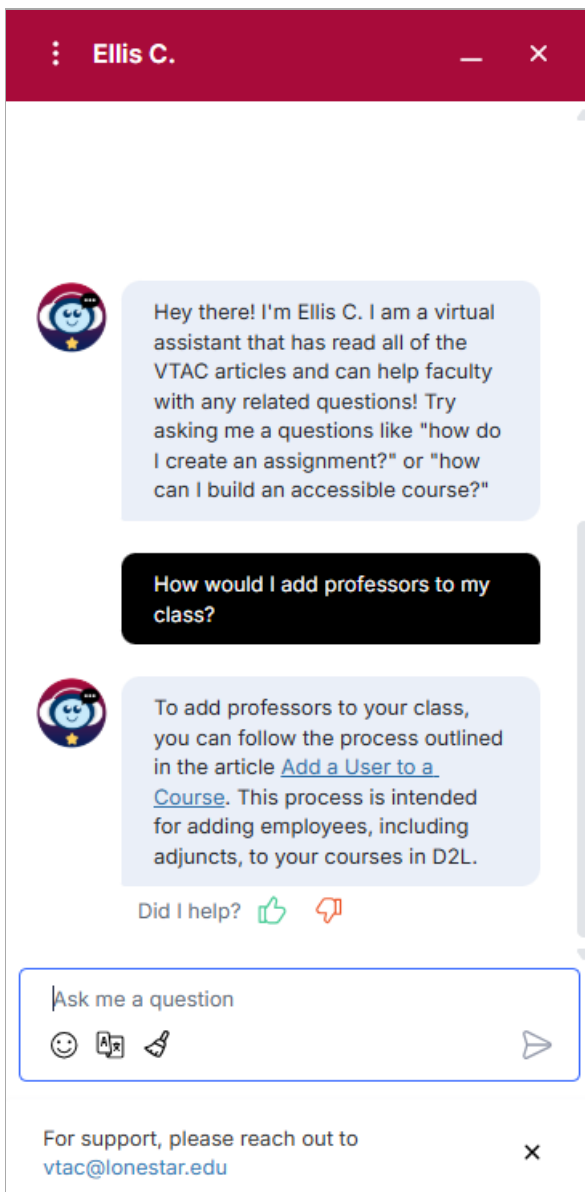 Ellis C.
Hey there! I'm Ellis C. I am a virtual
assistant that has read all of the
VTAC articles and can help faculty
with any related questions! Try
asking me a questions like "how do
I create an assignment?" or "how
can I build an accessible course?"
How would I add professors to my
class?
To add professors to your class,
you can follow the process outlined
in the article Add a User to a
Course. This process is intended
for adding employees, including
adjuncts, to your courses in D2L.
Did I help?
Ask me a question
For support, please reach out to
vtac@lonestar.edu